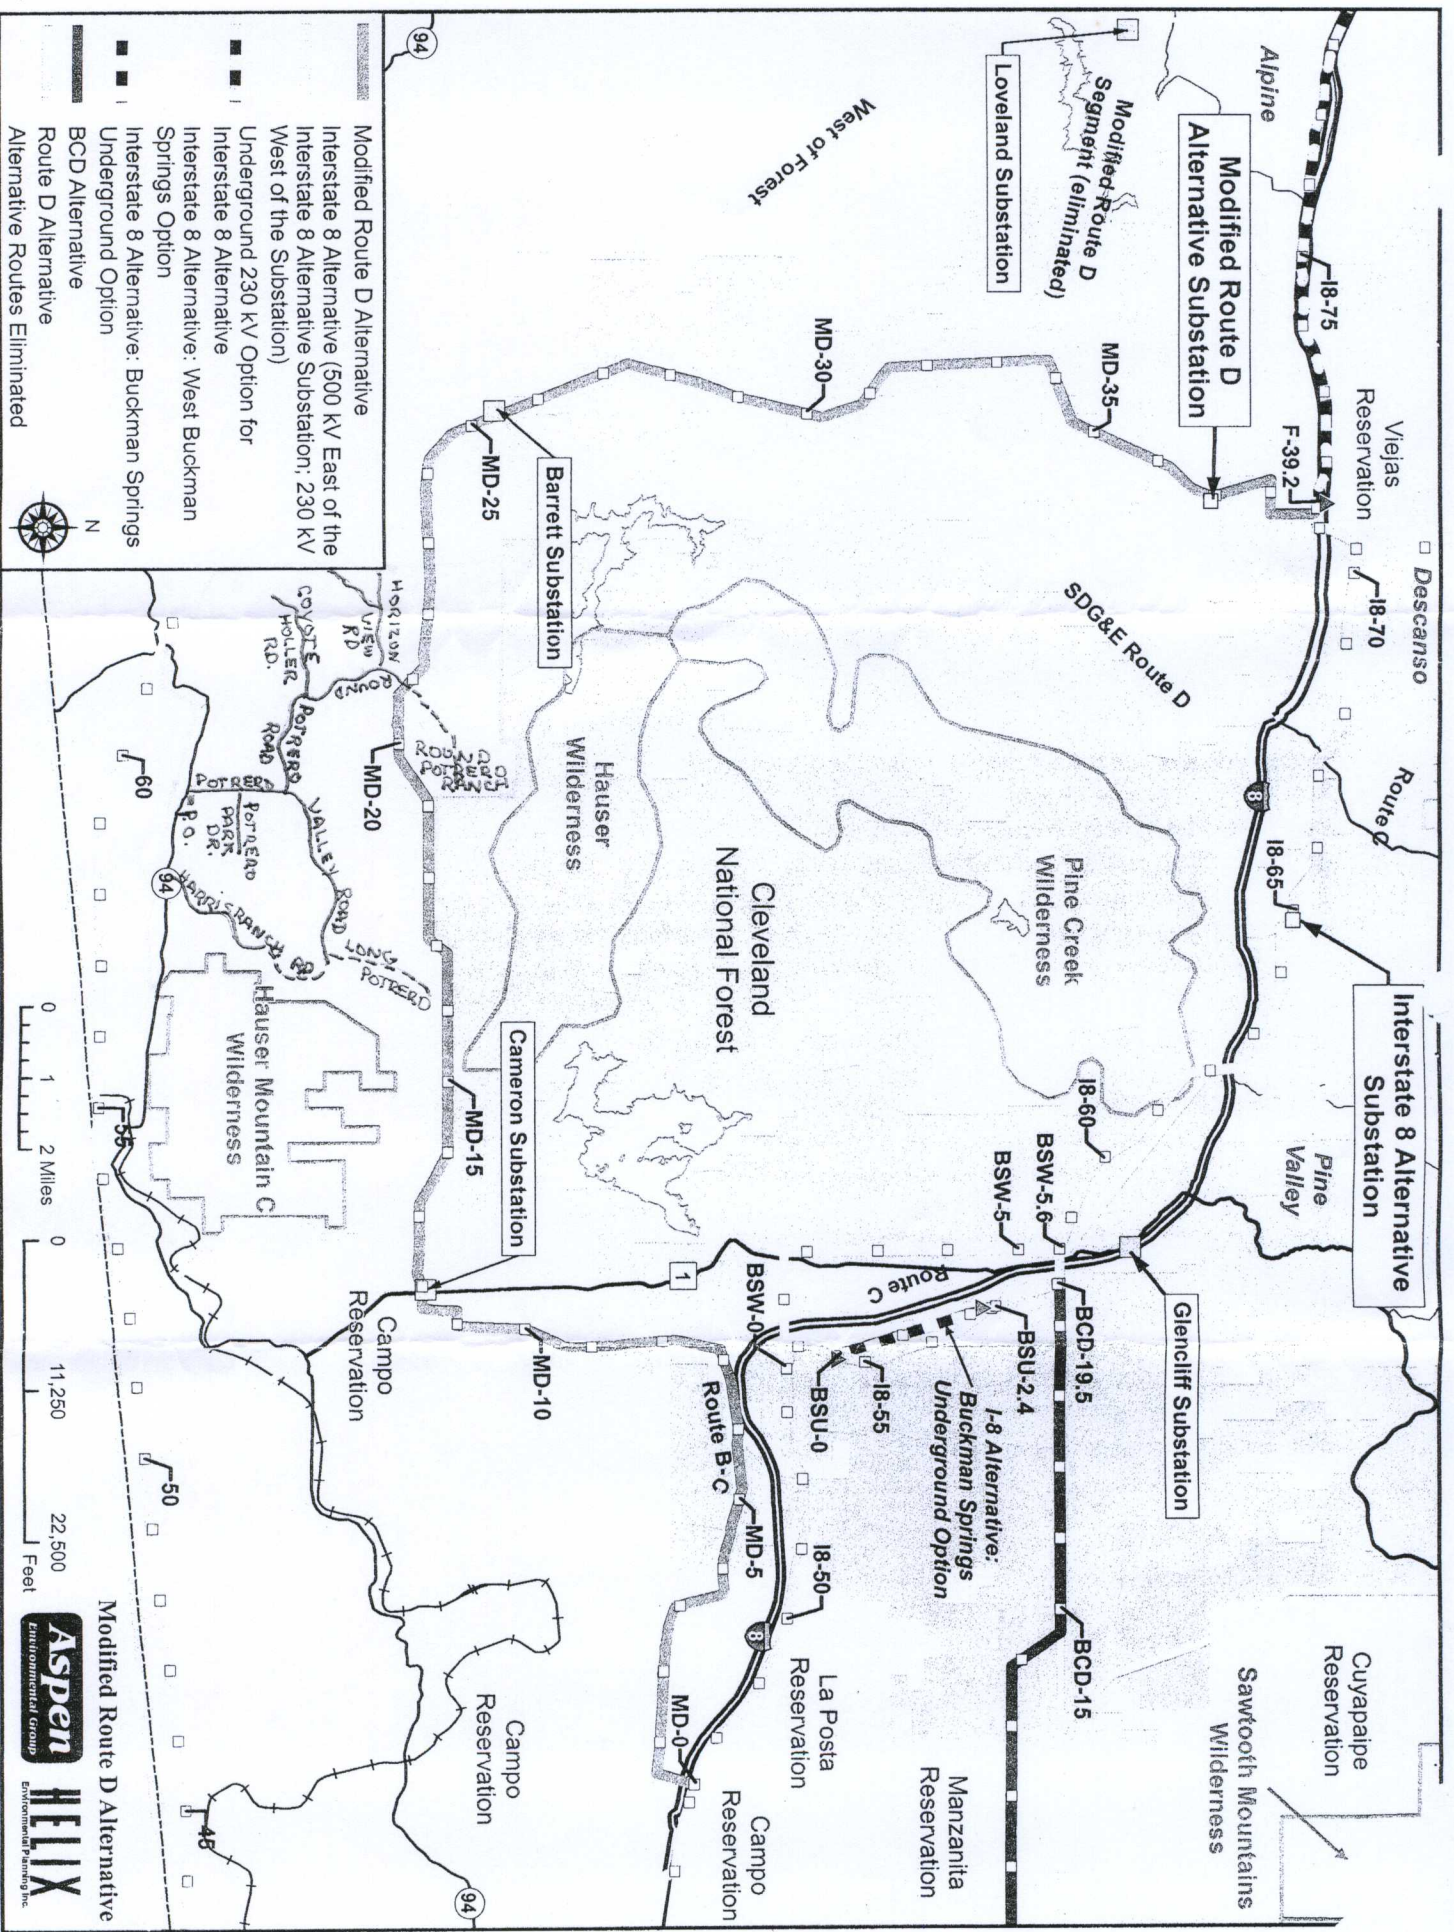 Alpine
Viejas
Reservation
Descanso
Route C
Pine
Valley
Cuyapaipe
Reservation
Sawtooth Mountains
Wilderness
I8-75
F-39.2
I8-70
8
I8-65
Interstate 8 Alternative
Substation
Modified Route D
Alternative Substation
Modified Route D
Segment (eliminated)
Loveland Substation
West of Forest
SDG&E Route D
MD-35
MD-30
Pine Creek
Wilderness
I8-60
BSW-5.6
BSW-5
Glencliff Substation
BCD-19.5
BCD-15
BSU-2.4
I-8 Alternative:
Buckman Springs
Underground Option
Route C
I8-55
BSU-0
BSW-0
1
I8-50
8
La Posta
Reservation
Manzanita
Reservation
Campo
Reservation
MD-0
MD-5
Route B-C
MD-10
Cleveland
National Forest
Hauser
Wilderness
Barrett Substation
MD-25
MD-20
MD-15
Cameron Substation
Campo
Reservation
Campo
Reservation
94
HORIZON
VIEW
RD
COYOTE
HOLLER
RD.
ROUND
POTRERO
ROAD
POTRERO
POTRERO
PARK
DR.
VALLEY
ROAD
P.O.
94
HARRIS RANCH
RD
LONG
POTRERO
Hauser Mountain C
Wilderness
60
55
50
45
94
Modified Route D Alternative
Interstate 8 Alternative (500 kV East of the
Interstate 8 Alternative Substation; 230 kV
West of the Substation)
Underground 230 kV Option for
Interstate 8 Alternative
Interstate 8 Alternative: West Buckman
Springs Option
Interstate 8 Alternative: Buckman Springs
Underground Option
BCD Alternative
Route D Alternative
Alternative Routes Eliminated
N
0 1 2 Miles
0 11,250 22,500
Feet
Modified Route D Alternative
Aspen
Environmental Group
HELIX
Environmental Planning Inc.